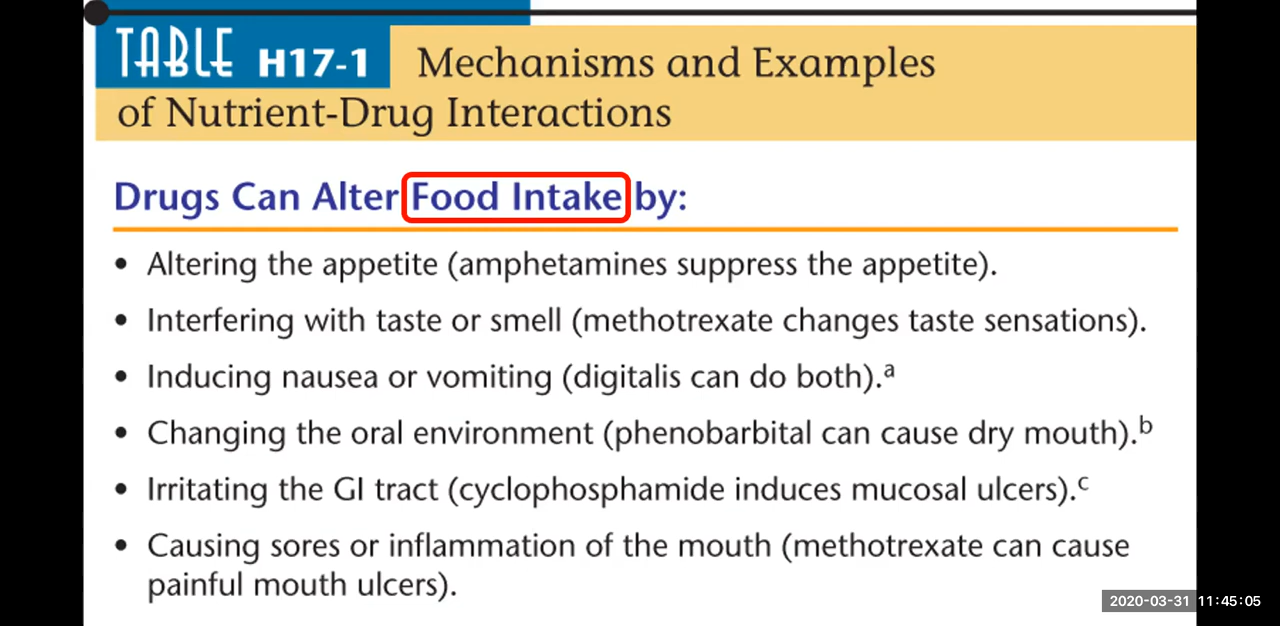 TABLE H17-1 Mechanisms and Examples
of Nutrient-Drug Interactions
Drugs Can Alter Food Intake by:
• Altering the appetite (amphetamines suppress the appetite).
• Interfering with taste or smell (methotrexate changes taste sensations).
• Inducing nausea or vomiting (digitalis can do both).a
• Changing the oral environment (phenobarbital can cause dry mouth).b
• Irritating the GI tract (cyclophosphamide induces mucosal ulcers).c
• Causing sores or inflammation of the mouth (methotrexate can cause
painful mouth ulcers).
2020-03-31 11:45:05